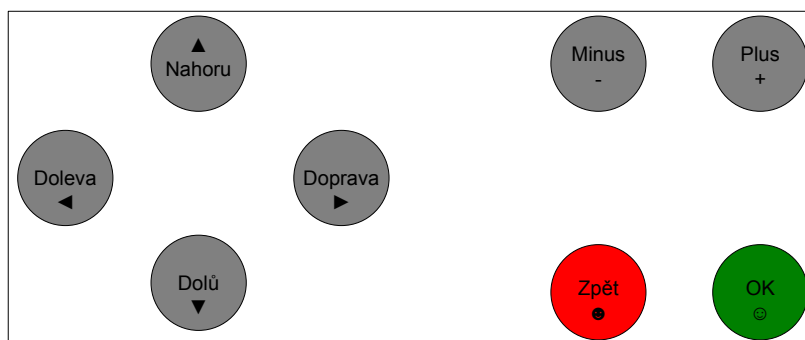 ▲
Nahoru
Minus
-
Plus
+
Doleva
◄
Doprava
►
Dolů
▼
Zpět
☻
OK
☺